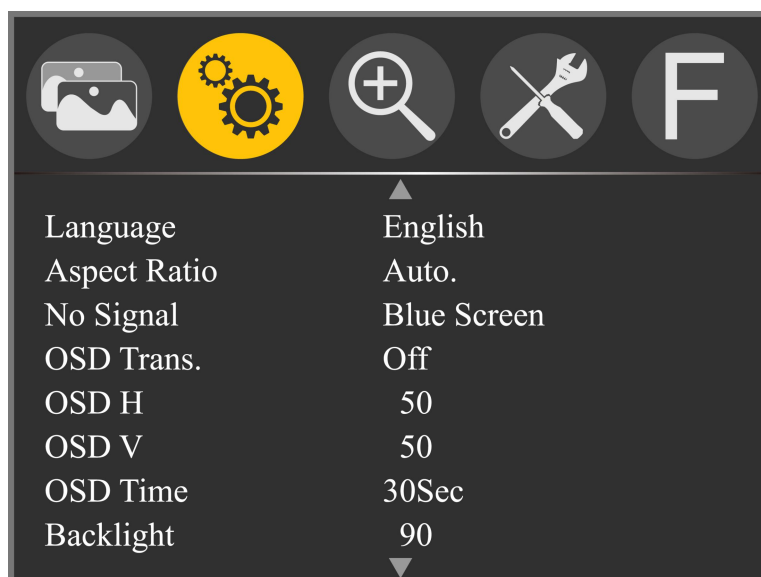 F
Language English
Aspect Ratio Auto.
No Signal Blue Screen
OSD Trans. Off
OSD H 50
OSD V 50
OSD Time 30Sec
Backlight 90